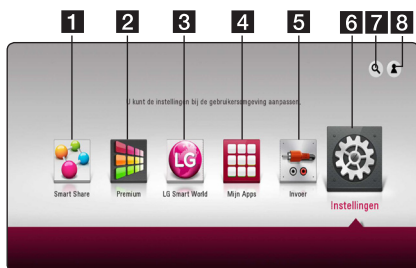 1 2 3 4 5 6 7 8
U kunt de instellingen bij de gebruikersomgeving aanpassen.
LG
Smart Share Premium LG Smart World Mijn Apps Invoer
Instellingen